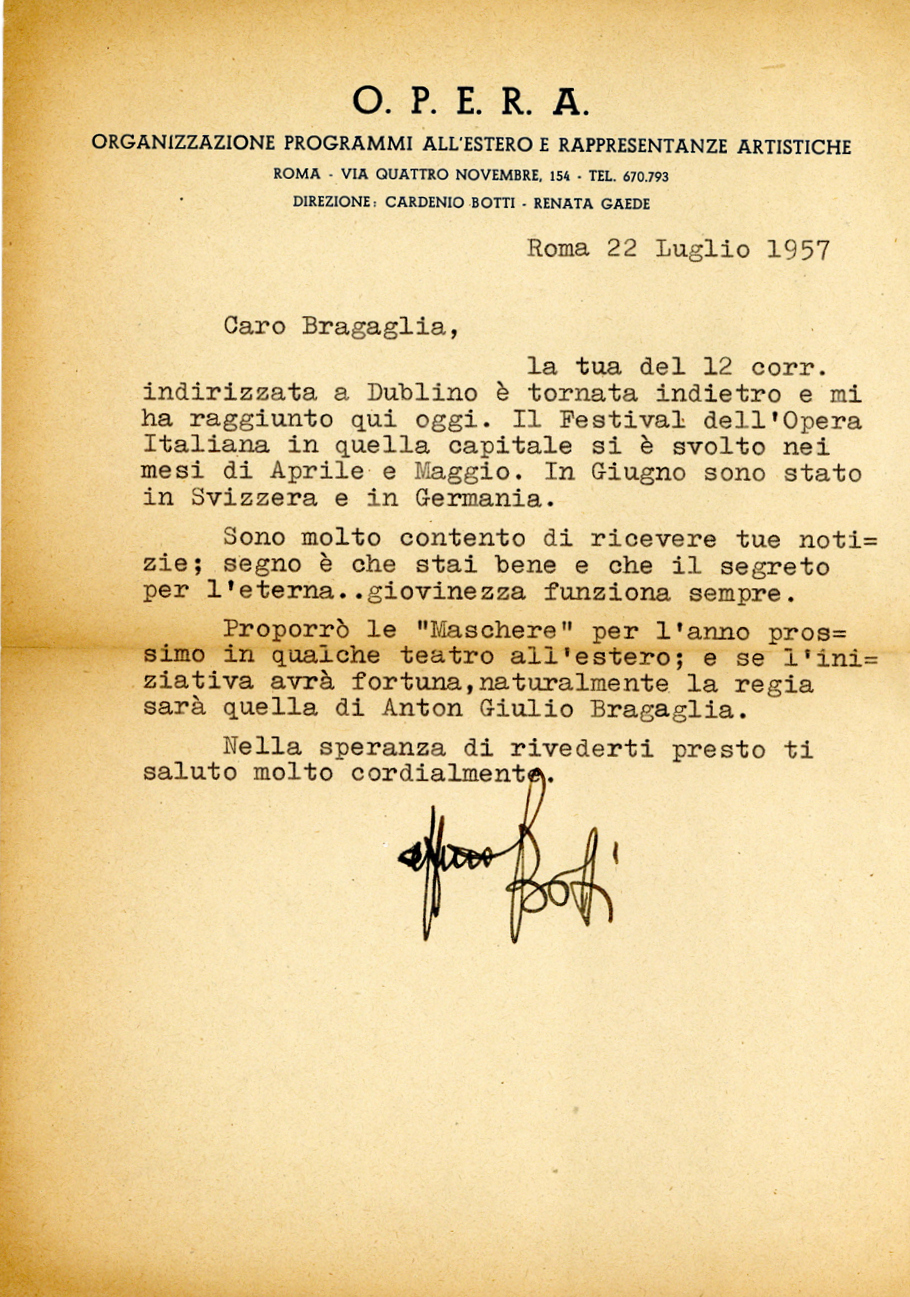 O. P. E. R. A.
ORGANIZZAZIONE PROGRAMMI ALL'ESTERO E RAPPRESENTANZE ARTISTICHE
ROMA - VIA QUATTRO NOVEMBRE, 154 - TEL. 670.793
DIREZIONE: CARDENIO BOTTI - RENATA GAEDE
Roma 22 Luglio 1957
Caro Bragaglia,
la tua del 12 corr.
indirizzata a Dublino è tornata indietro e mi
ha raggiunto qui oggi. Il Festival dell'Opera
Italiana in quella capitale si è svolto nei
mesi di Aprile e Maggio. In Giugno sono stato
in Svizzera e in Germania.
Sono molto contento di ricevere tue noti=
zie; segno è che stai bene e che il segreto
per l'eterna..giovinezza funziona sempre.
Proporrò le "Maschere" per l'anno pros=
simo in qualche teatro all'estero; e se l'ini=
ziativa avrà fortuna,naturalmente la regia
sarà quella di Anton Giulio Bragaglia.
Nella speranza di rivederti presto ti
saluto molto cordialmente.
Botti